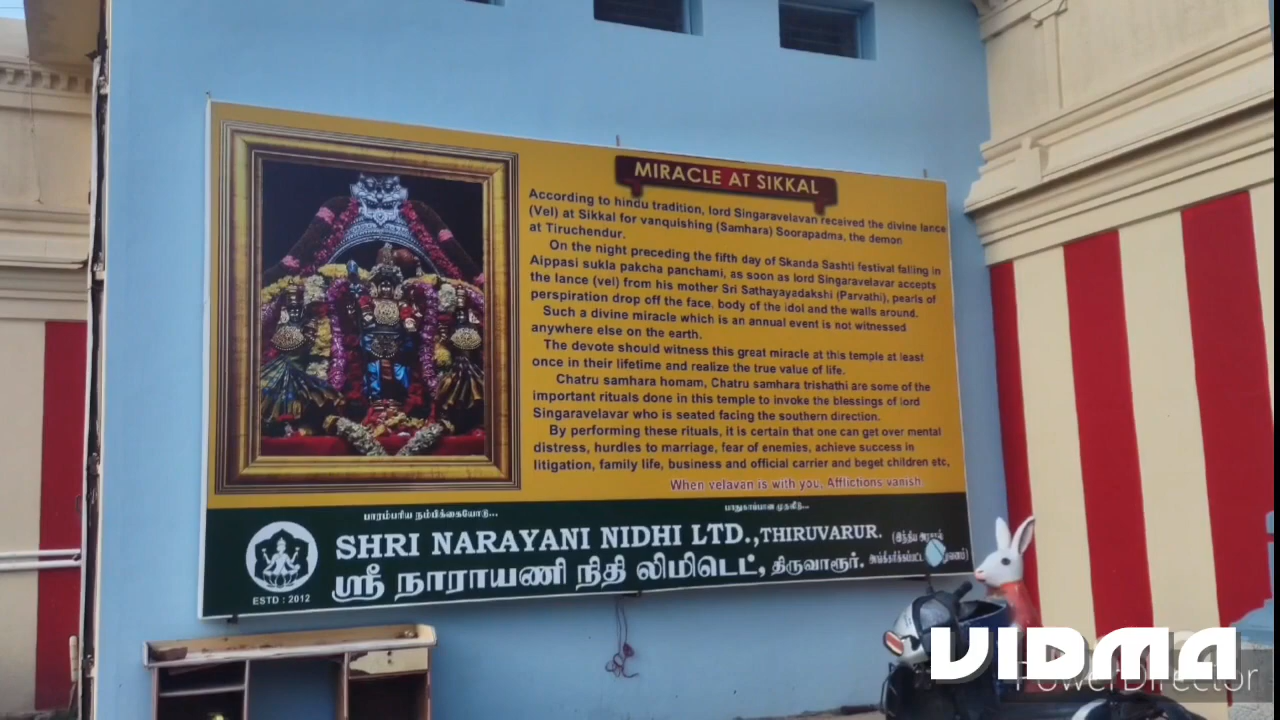 MIRACLE AT SIKKAL
According to hindu tradition, lord Singaravelavan received the divine lance
(Vel) at Sikkal for vanquishing (Samhara) Soorapadma, the demon
at Tiruchendur.
On the night preceding the fifth day of Skanda Sashti festival falling in
Aippasi sukla pakcha panchami, as soon as lord Singaravelavar accepts
the lance (vel) from his mother Sri Sathayayadakshi (Parvathi), pearls of
perspiration drop off the face, body of the idol and the walls around.
Such a divine miracle which is an annual event is not witnessed
anywhere else on the earth.
The devote should witness this great miracle at this temple at least
once in their lifetime and realize the true value of life.
Chatru samhara homam, Chatru samhara trishathi are some of the
important rituals done in this temple to invoke the blessings of lord
Singaravelavar who is seated facing the southern direction.
By performing these rituals, it is certain that one can get over mental
distress, hurdles to marriage, fear of enemies, achieve success in
litigation, family life, business and official carrier and beget children etc,
When velavan is with you, Afflictions vanish.
பாரம்பரிய நம்பிக்கையோடு... பாதுகாப்பான முதலீடு...
SHRI NARAYANI NIDHI LTD., THIRUVARUR. (இந்திய அரசால்
ஸ்ரீ நாராயணி நிதி லிமிடெட், திருவாரூர். அங்கீகரிக்கப்பட்ட
ESTD : 2012
VIDMA
PowerDirector